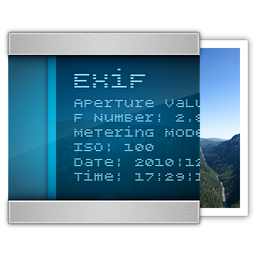 EXiF
Aperture Valu
F Number: 2.8
Metering Mode
ISO: 100
Date: 2010:12
Time: 17:29:1